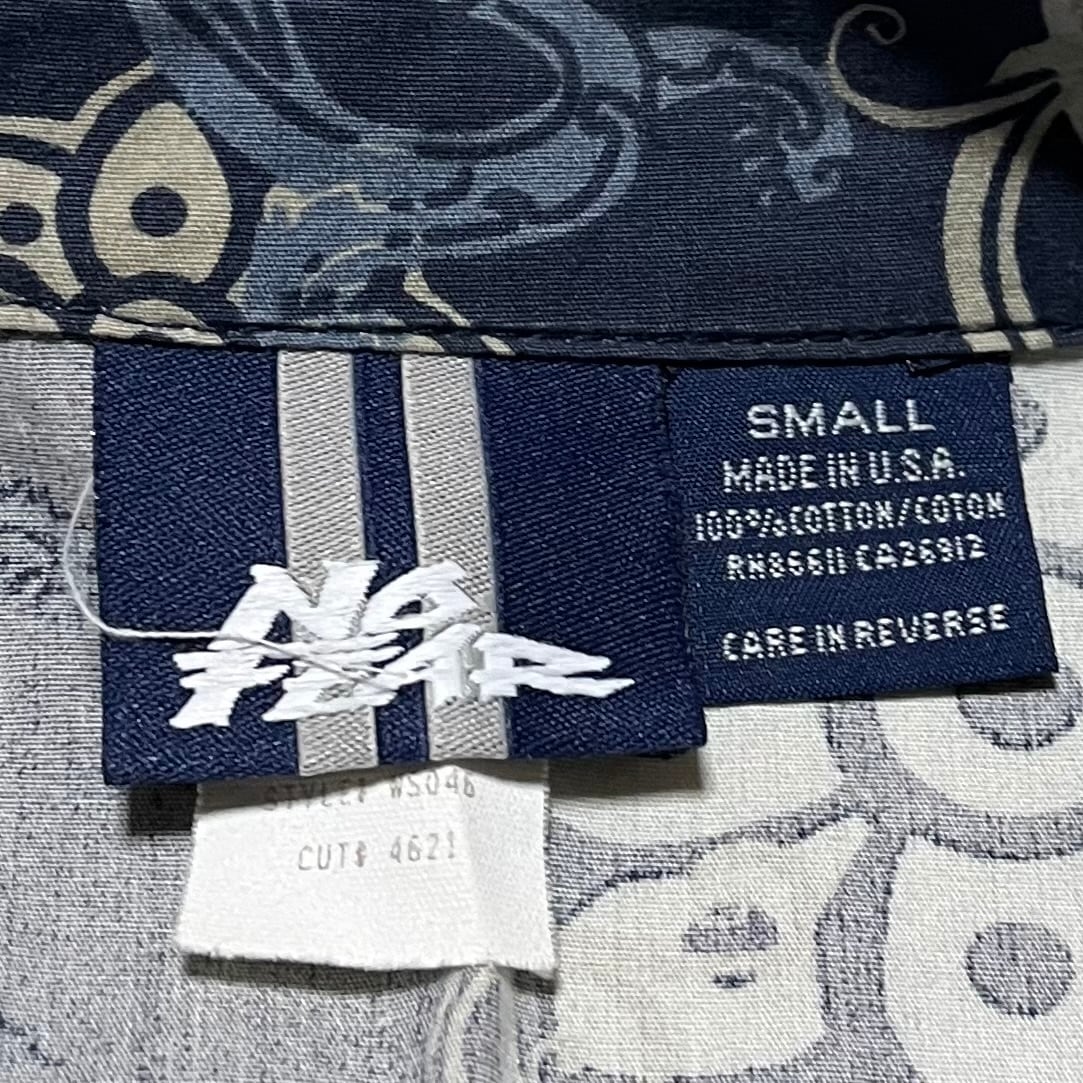 NO
FEAR
SMALL
MADE IN U.S.A.
100% COTTON/COTON
RN86611 CA26912
CARE IN REVERSE
STYLE# WS046
CUT# 4621